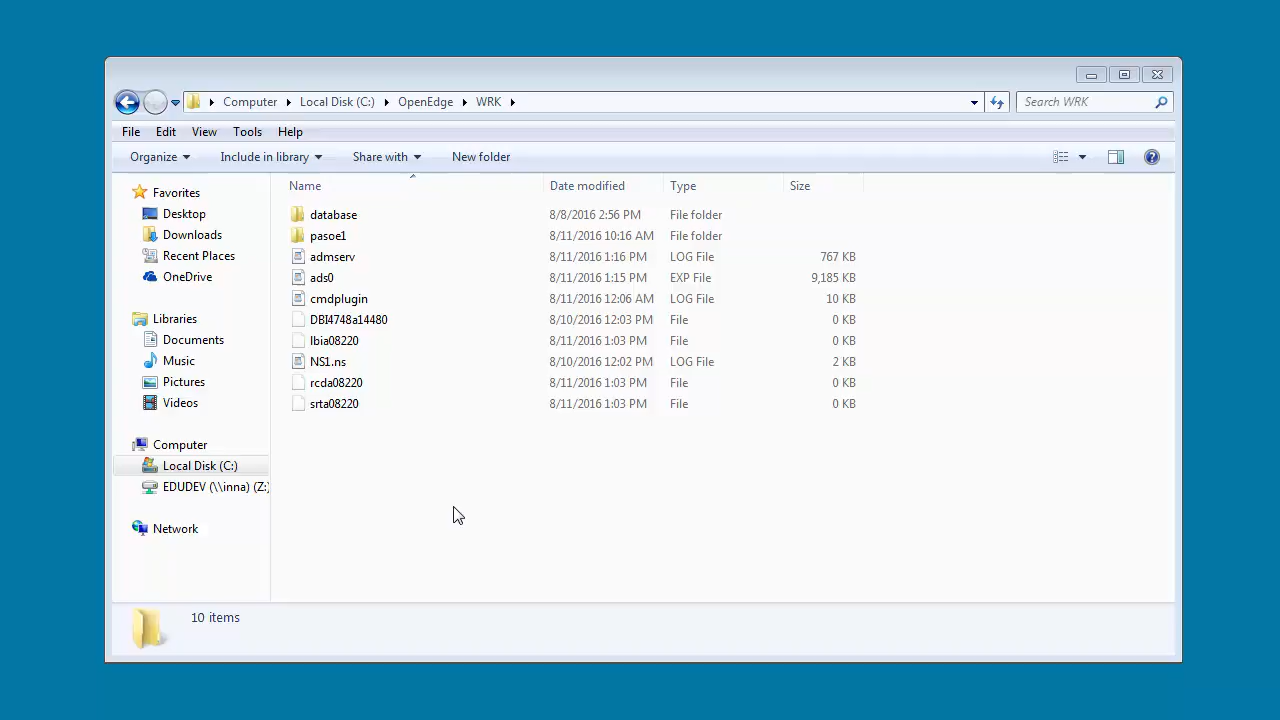 Computer Local Disk (C:) OpenEdge WRK Search WRK
File Edit View Tools Help
Organize Include in library Share with New folder
Name Date modified Type Size
Favorites
Desktop
Downloads
Recent Places
OneDrive
Libraries
Documents
Music
Pictures
Videos
Computer
Local Disk (C:)
EDUDEV (\\inna) (Z:)
Network
database 8/8/2016 2:56 PM File folder
pasoe1 8/11/2016 10:16 AM File folder
admserv 8/11/2016 1:16 PM LOG File 767 KB
ads0 8/11/2016 1:15 PM EXP File 9,185 KB
cmdplugin 8/11/2016 12:06 AM LOG File 10 KB
DBI4748a14480 8/10/2016 12:03 PM File 0 KB
lbia08220 8/11/2016 1:03 PM File 0 KB
NS1.ns 8/10/2016 12:02 PM LOG File 2 KB
rcda08220 8/11/2016 1:03 PM File 0 KB
srta08220 8/11/2016 1:03 PM File 0 KB
10 items